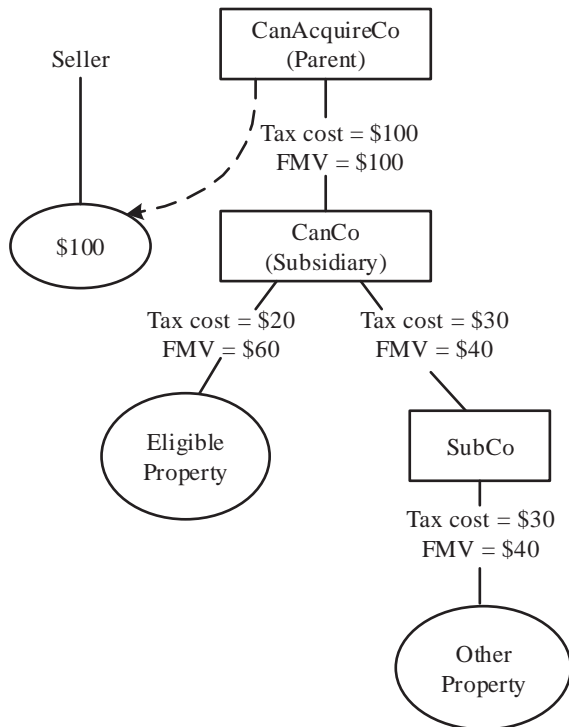 CanAcquireCo
(Parent)
Seller
Tax cost = $100
FMV = $100
$100
CanCo
(Subsidiary)
Tax cost = $20
FMV = $60
Tax cost = $30
FMV = $40
Eligible
Property
SubCo
Tax cost = $30
FMV = $40
Other
Property